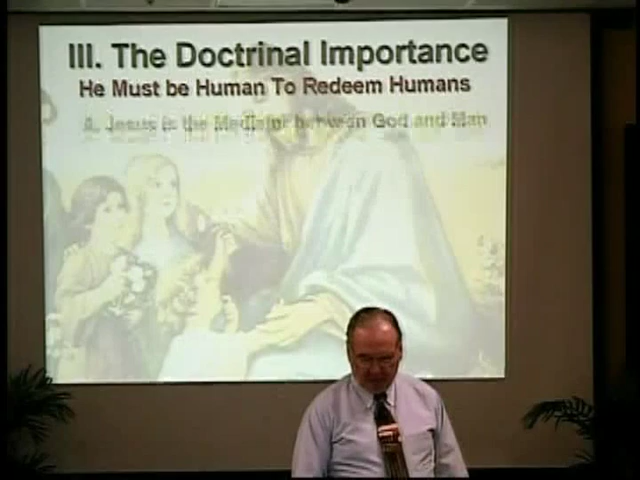 III. The Doctrinal Importance
He Must be Human To Redeem Humans
A. Jesus is the Mediator between God and Man